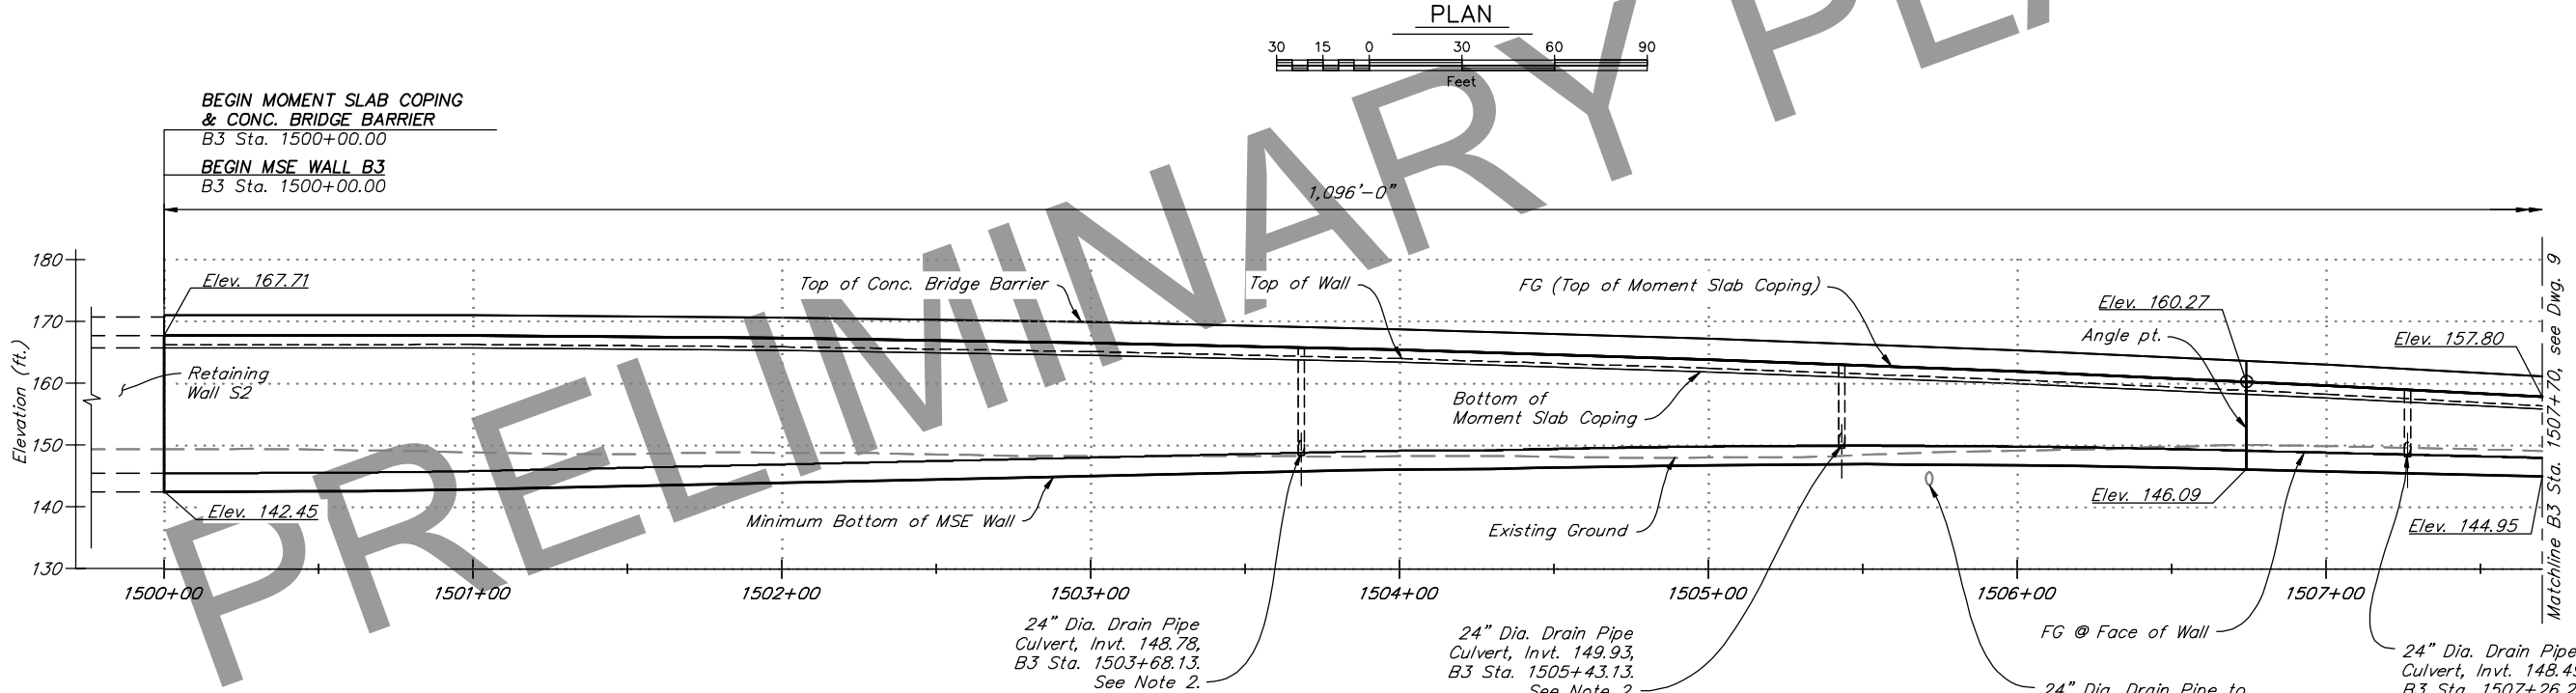 PLAN
30 15 0 30 60 90
Feet
BEGIN MOMENT SLAB COPING
& CONC. BRIDGE BARRIER
B3 Sta. 1500+00.00
BEGIN MSE WALL B3
B3 Sta. 1500+00.00
1,096'-0"
PRELIMINARY
Elevation (ft.)
180
170
160
150
140
130
Elev. 167.71
Top of Conc. Bridge Barrier
Top of Wall
FG (Top of Moment Slab Coping)
Elev. 160.27
Angle pt.
Elev. 157.80
Retaining
Wall S2
Bottom of
Moment Slab Coping
Elev. 142.45
Minimum Bottom of MSE Wall
Existing Ground
Elev. 146.09
Elev. 144.95
Matchline B3 Sta. 1507+70, see Dwg. 9
1500+00 1501+00 1502+00 1503+00 1504+00 1505+00 1506+00 1507+00
24" Dia. Drain Pipe
Culvert, Invt. 148.78,
B3 Sta. 1503+68.13.
See Note 2.
24" Dia. Drain Pipe
Culvert, Invt. 149.93,
B3 Sta. 1505+43.13.
See Note 2
FG @ Face of Wall
24" Dia. Drain Pipe to
24" Dia. Drain Pipe
Culvert, Invt. 148.49
B3 Sta. 1507+26.2